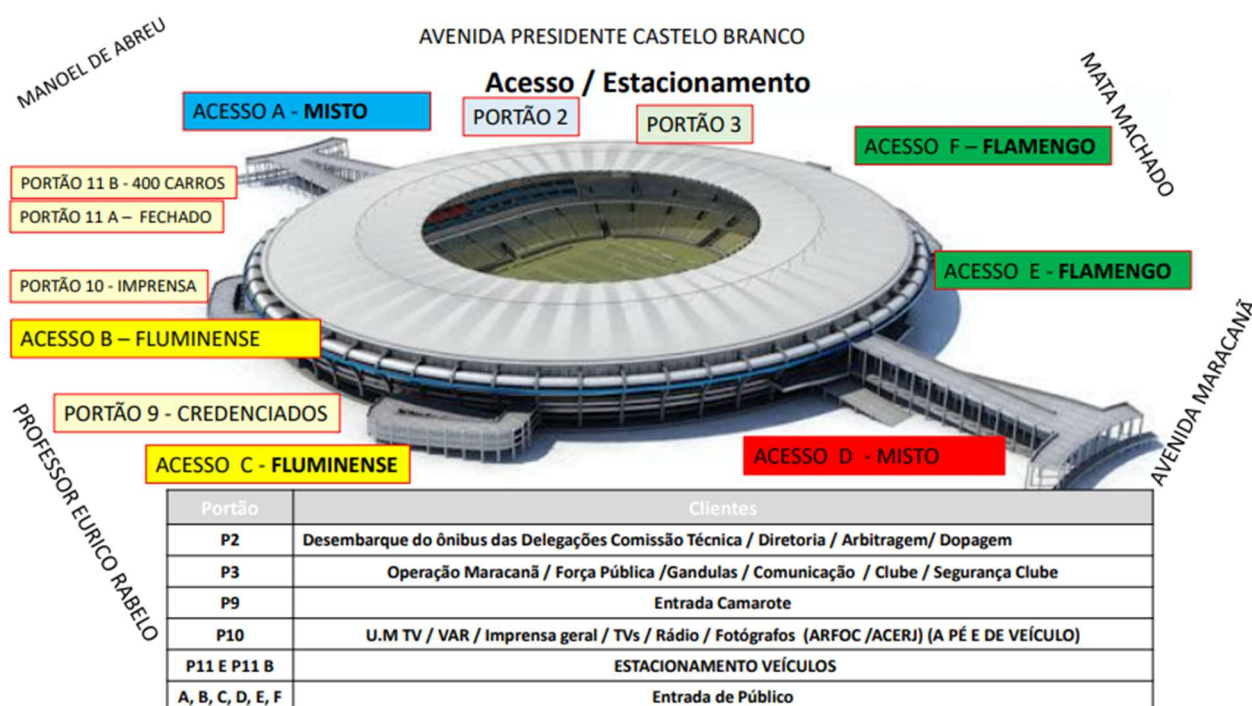 MANOEL DE ABREU
AVENIDA PRESIDENTE CASTELO BRANCO
Acesso / Estacionamento
MATA MACHADO
ACESSO A - MISTO
PORTÃO 2
PORTÃO 3
ACESSO F – FLAMENGO
PORTÃO 11 B - 400 CARROS
PORTÃO 11 A – FECHADO
ACESSO E - FLAMENGO
PORTÃO 10 - IMPRENSA
ACESSO B – FLUMINENSE
AVENIDA MARACANÃ
PORTÃO 9 - CREDENCIADOS
PROFESSOR EURICO RABELO
ACESSO C - FLUMINENSE
ACESSO D - MISTO
Portão Clientes
P2 Desembarque do ônibus das Delegações Comissão Técnica / Diretoria / Arbitragem/ Dopagem
P3 Operação Maracanã / Força Pública /Gandulas / Comunicação / Clube / Segurança Clube
P9 Entrada Camarote
P10 U.M TV / VAR / Imprensa geral / TVs / Rádio / Fotógrafos (ARFOC /ACERJ) (A PÉ E DE VEÍCULO)
P11 E P11 B ESTACIONAMENTO VEÍCULOS
A, B, C, D, E, F Entrada de Público